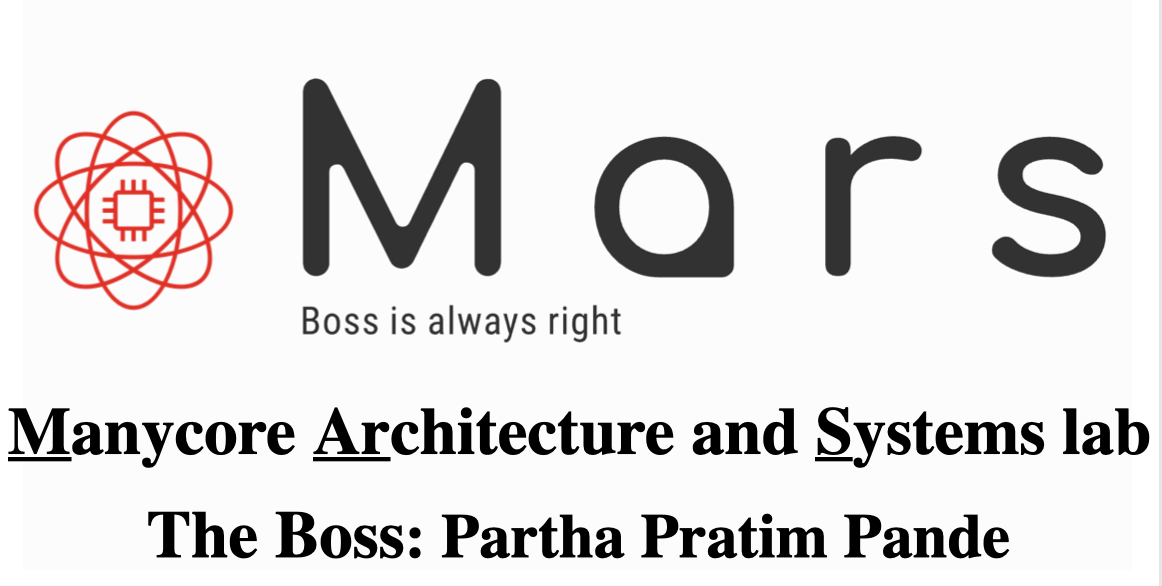 Mars
Boss is always right
Manycore Architecture and Systems lab
The Boss: Partha Pratim Pande